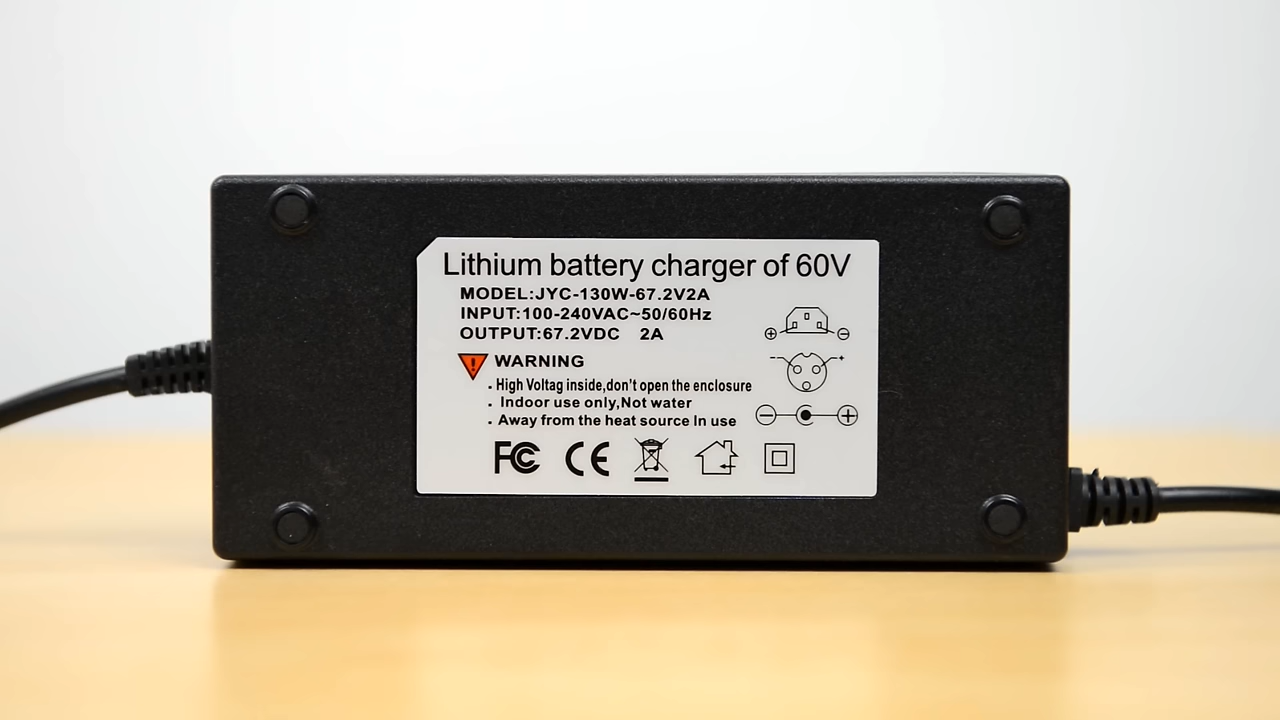 Lithium battery charger of 60V
MODEL:JYC-130W-67.2V2A
INPUT:100-240VAC~50/60Hz
OUTPUT:67.2VDC 2A
WARNING
. High Voltag inside,don't open the enclosure
. Indoor use only,Not water
. Away from the heat source In use
FC CE